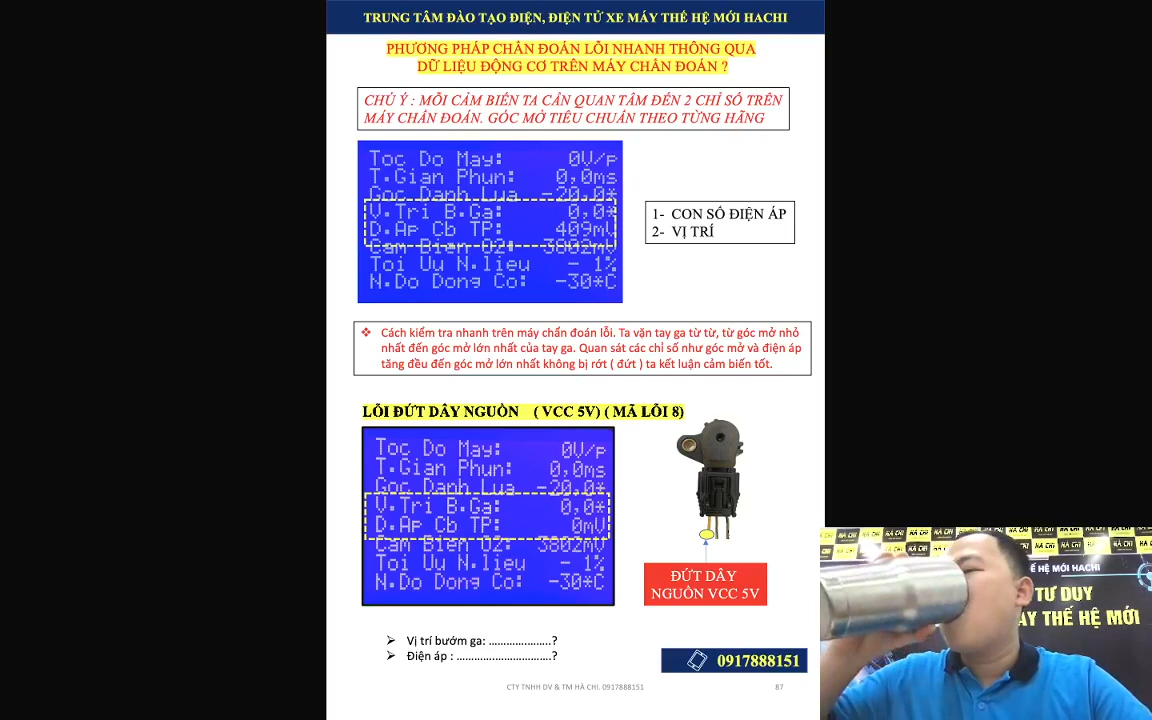 TRUNG TÂM ĐÀO TẠO ĐIỆN, ĐIỆN TỬ XE MÁY THẾ HỆ MỚI HACHI
PHƯƠNG PHÁP CHẨN ĐOÁN LỖI NHANH THÔNG QUA
DỮ LIỆU ĐỘNG CƠ TRÊN MÁY CHẨN ĐOÁN ?
CHÚ Ý : MỖI CẢM BIẾN TA CẦN QUAN TÂM ĐẾN 2 CHỈ SỐ TRÊN
MÁY CHẨN ĐOÁN. GÓC MỞ TIÊU CHUẨN THEO TỪNG HÃNG
Toc Do May: 0V/p
T.Gian Phun: 0,0ms
Goc Danh Lua -20,0*
V.Tri B.Ga: 0,0*
D.Ap Cb TP: 409mV
Cam Bien O2: 3802mV
Toi Uu N.lieu - 1%
N.Do Dong Co: -30*C
1- CON SỐ ĐIỆN ÁP
2- VỊ TRÍ
❖ Cách kiểm tra nhanh trên máy chẩn đoán lỗi. Ta vặn tay ga từ từ, từ góc mở nhỏ
nhất đến góc mở lớn nhất của tay ga. Quan sát các chỉ số như góc mở và điện áp
tăng đều đến góc mở lớn nhất không bị rớt ( đứt ) ta kết luận cảm biến tốt.
LỖI ĐỨT DÂY NGUỒN ( VCC 5V) ( MÃ LỖI 8)
Toc Do May: 0V/p
T.Gian Phun: 0,0ms
Goc Danh Lua -20,0*
V.Tri B.Ga: 0,0*
D.Ap Cb TP: 0mV
Cam Bien O2: 3802mV
Toi Uu N.lieu - 1%
N.Do Dong Co: -30*C
ĐỨT DÂY
NGUỒN VCC 5V
➢ Vị trí bướm ga: .....................?
➢ Điện áp : ...............................?
0917888151
CTY TNHH DV & TM HÀ CHI. 0917888151
87
HÀ CHI
Ế HỆ MỚI HACHI
TƯ DUY
ÁY THẾ HỆ MỚI